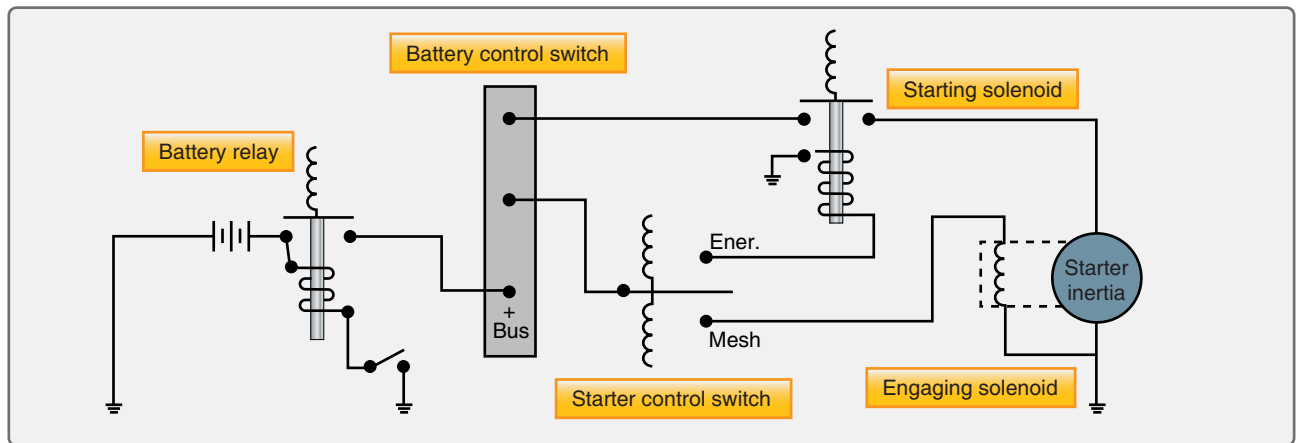 Battery control switch
Starting solenoid
Battery relay
Ener.
Starter
inertia
+
Bus
Mesh
Starter control switch
Engaging solenoid